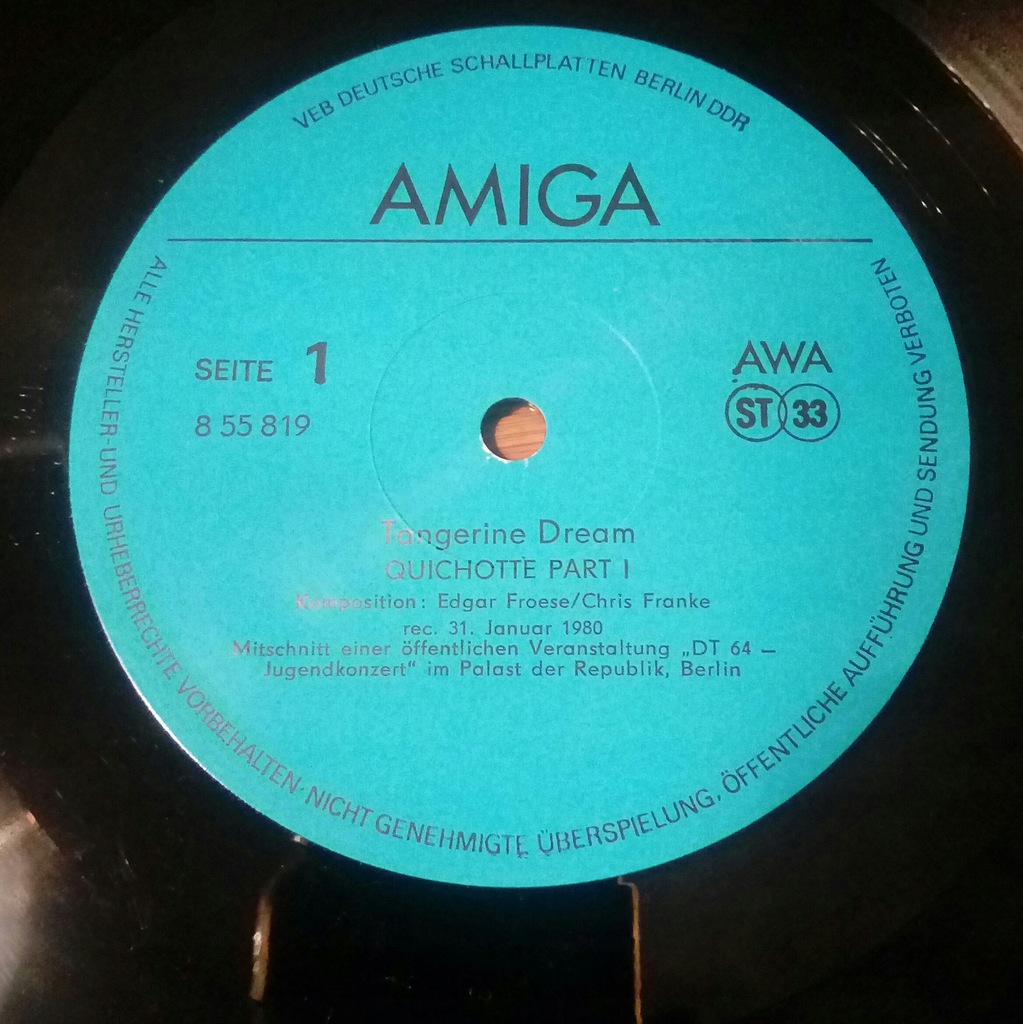 VEB DEUTSCHE SCHALLPLATTEN BERLIN DDR
AMIGA
SEITE 1
8 55 819
AWA
ST 33
Tangerine Dream
QUICHOTTE PART I
Komposition: Edgar Froese/Chris Franke
rec. 31. Januar 1980
Mitschnitt einer öffentlichen Veranstaltung „DT 64 –
Jugendkonzert“ im Palast der Republik, Berlin
ALLE HERSTELLER- UND URHEBERRECHTE VORBEHALTEN · NICHT GENEHMIGTE ÜBERSPIELUNG, ÖFFENTLICHE AUFFÜHRUNG UND SENDUNG VERBOTEN